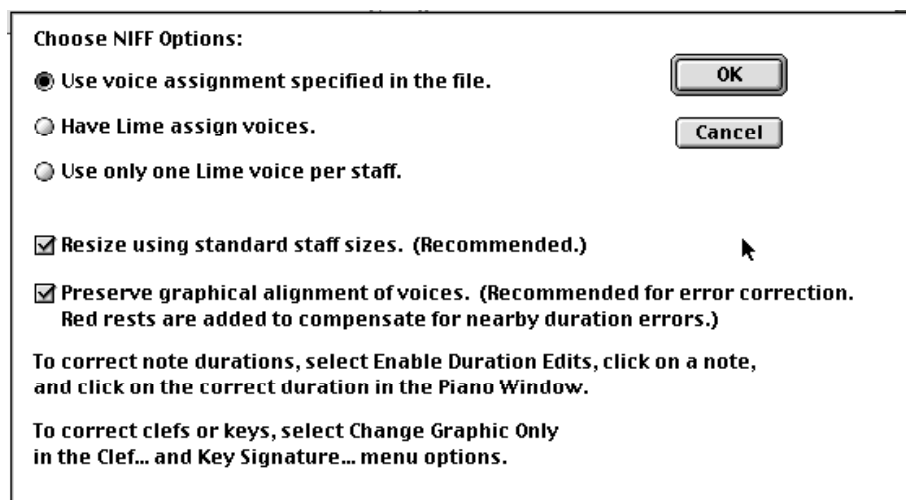 Choose NIFF Options:
Use voice assignment specified in the file.
OK
Have Lime assign voices.
Cancel
Use only one Lime voice per staff.
Resize using standard staff sizes. (Recommended.)
Preserve graphical alignment of voices. (Recommended for error correction.
Red rests are added to compensate for nearby duration errors.)
To correct note durations, select Enable Duration Edits, click on a note,
and click on the correct duration in the Piano Window.
To correct clefs or keys, select Change Graphic Only
in the Clef... and Key Signature... menu options.